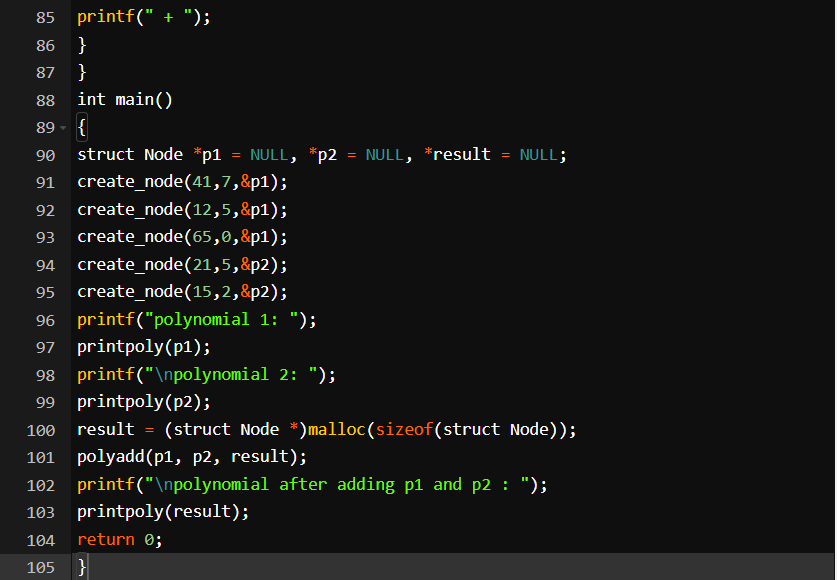 85 printf(" + ");
86 }
87 }
88 int main()
89 {
90 struct Node *p1 = NULL, *p2 = NULL, *result = NULL;
91 create_node(41,7,&p1);
92 create_node(12,5,&p1);
93 create_node(65,0,&p1);
94 create_node(21,5,&p2);
95 create_node(15,2,&p2);
96 printf("polynomial 1: ");
97 printpoly(p1);
98 printf("\npolynomial 2: ");
99 printpoly(p2);
100 result = (struct Node *)malloc(sizeof(struct Node));
101 polyadd(p1, p2, result);
102 printf("\npolynomial after adding p1 and p2 : ");
103 printpoly(result);
104 return 0;
105 }